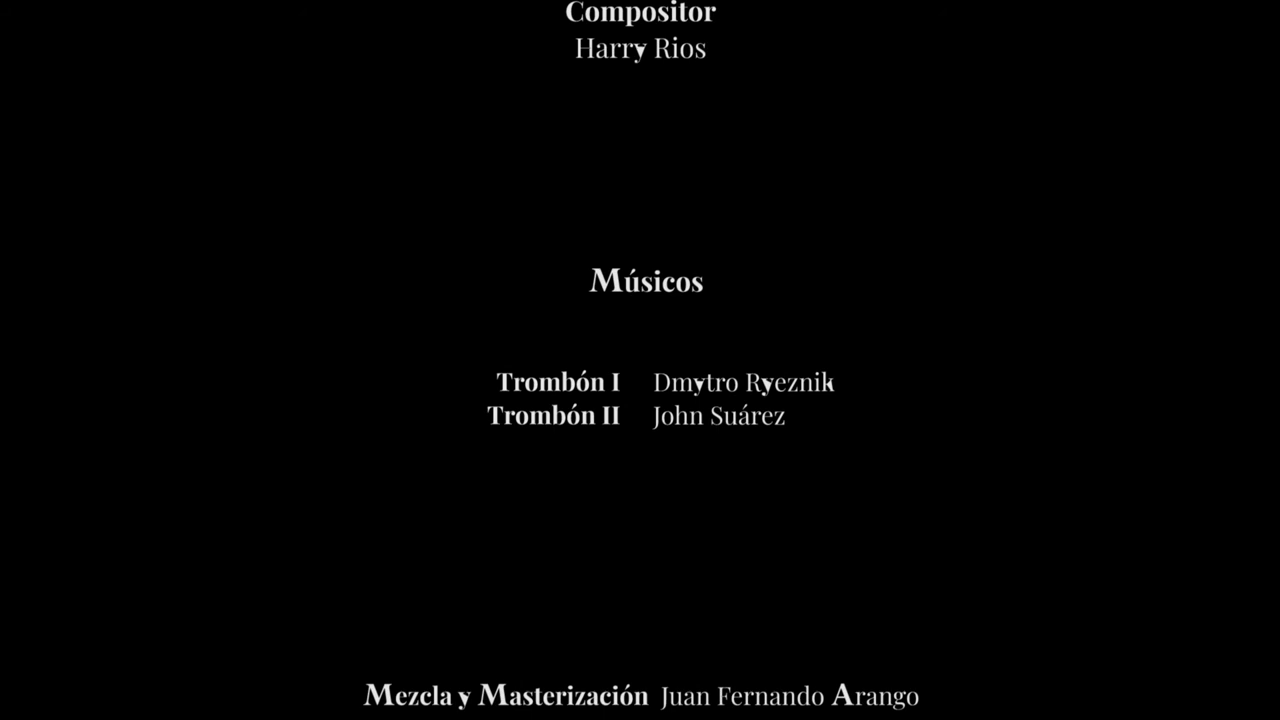 Compositor
Harry Rios
Músicos
Trombón I Dmytro Ryeznik
Trombón II John Suárez
Mezcla y Masterización Juan Fernando Arango